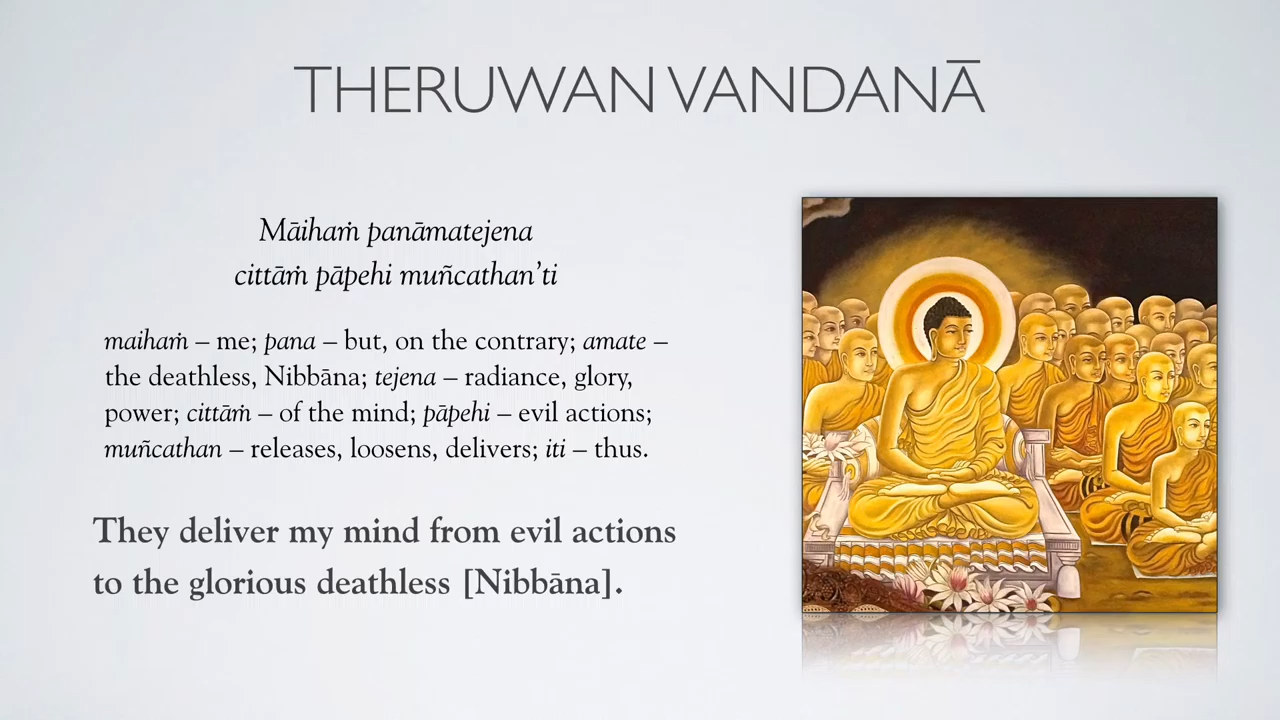 THERUWAN VANDANĀ
Māihaṁ panāmatejena
cittāṁ pāpehi muñcathan’ti
maihaṁ – me; pana – but, on the contrary; amate –
the deathless, Nibbāna; tejena – radiance, glory,
power; cittāṁ – of the mind; pāpehi – evil actions;
muñcathan – releases, loosens, delivers; iti – thus.
They deliver my mind from evil actions
to the glorious deathless [Nibbāna].